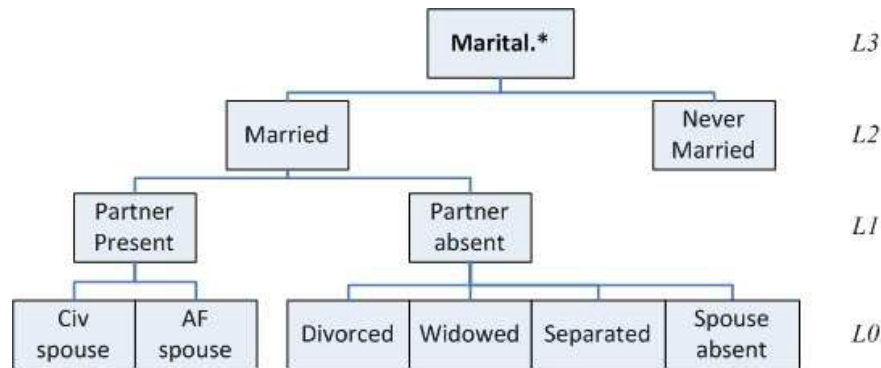 Marital.*
L3
Married
Never
Married
L2
Partner
Present
Partner
absent
L1
Civ
spouse
AF
spouse
Divorced
Widowed
Separated
Spouse
absent
L0